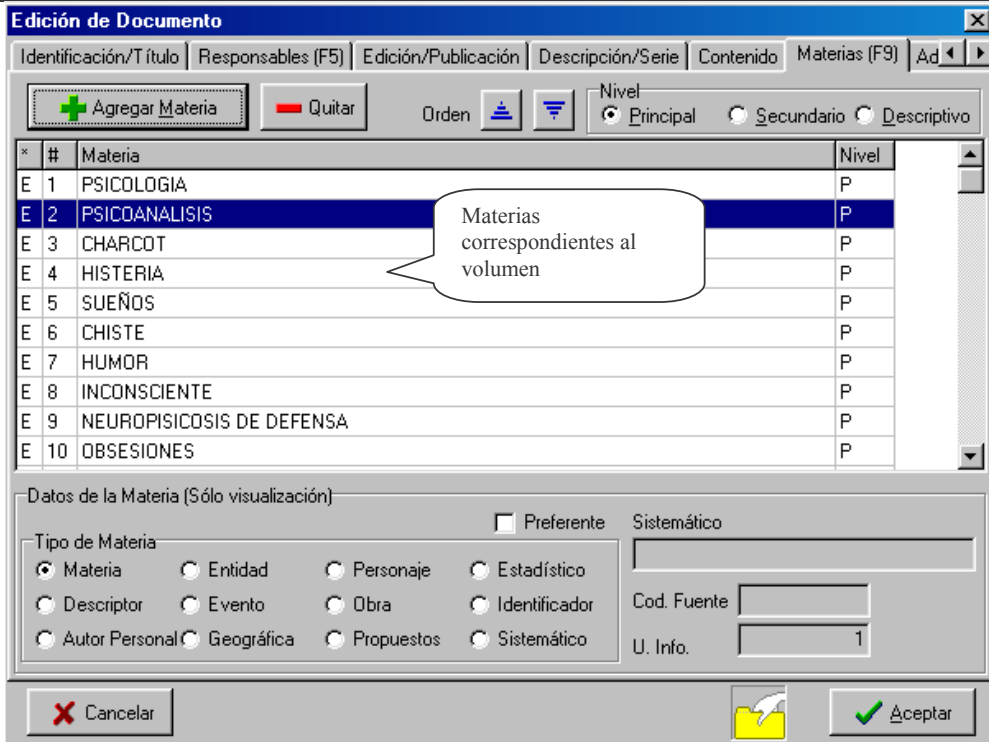 Edición de Documento
Identificación/Título Responsables (F5) Edición/Publicación Descripción/Serie Contenido Materias (F9) Ad
Agregar Materia Quitar Orden Nivel
Principal Secundario Descriptivo
* # Materia Nivel
E 1 PSICOLOGIA P
E 2 PSICOANALISIS P
E 3 CHARCOT P
E 4 HISTERIA P
E 5 SUEÑOS P
E 6 CHISTE P
E 7 HUMOR P
E 8 INCONSCIENTE P
E 9 NEUROPISICOSIS DE DEFENSA P
E 10 OBSESIONES P
Materias
correspondientes al
volumen
Datos de la Materia (Sólo visualización)
Preferente Sistemático
Tipo de Materia
Materia Entidad Personaje Estadístico
Descriptor Evento Obra Identificador Cod. Fuente
Autor Personal Geográfica Propuestos Sistemático U. Info. 1
Cancelar Aceptar